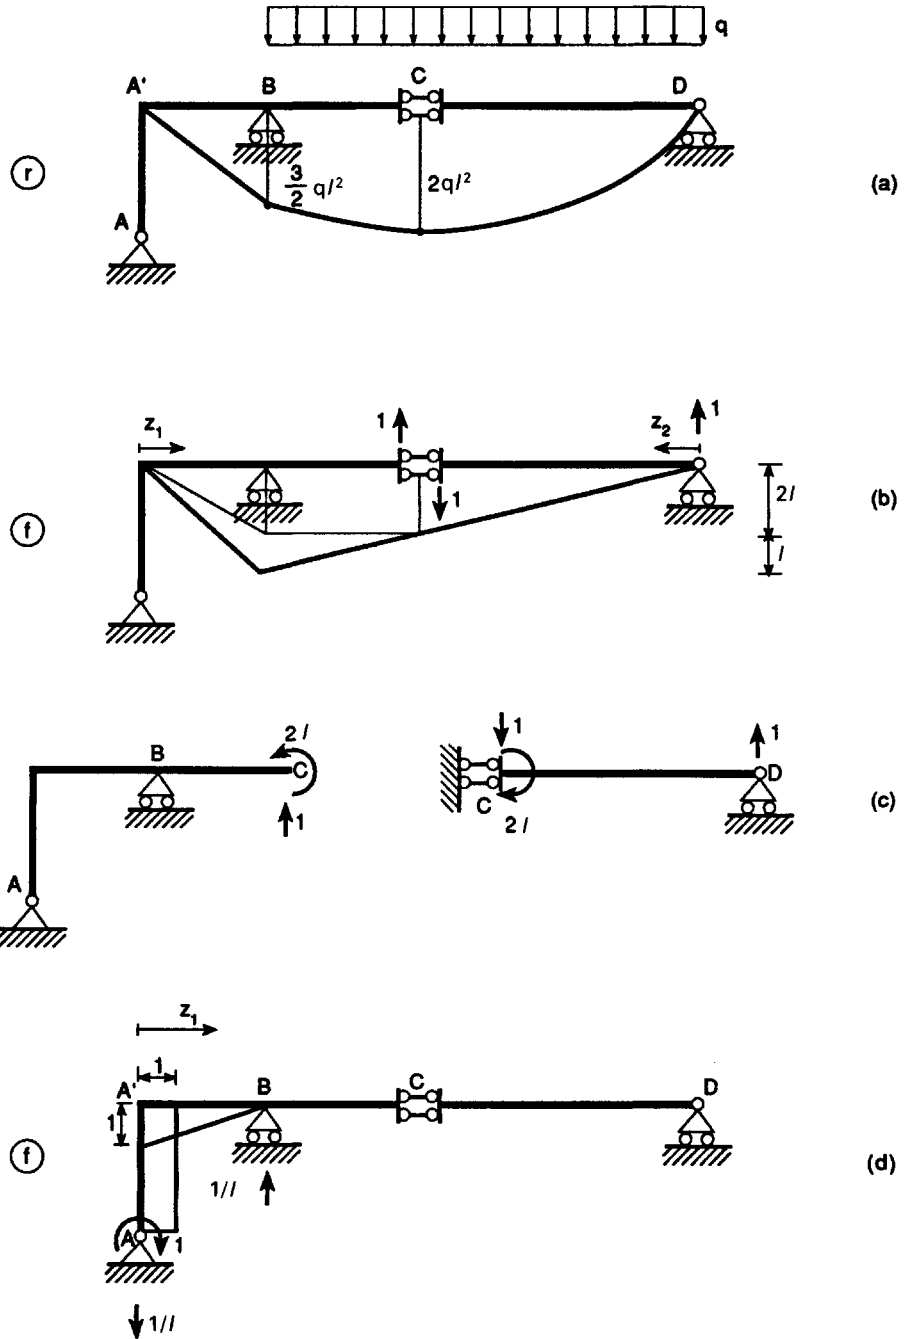 q
A' B C D
r
3/2 ql² 2ql²
(a)
A
1 1
z₁ z₂
2l
(b)
1
f
l
2l 1 1
B
C D
1 C
(c)
2l
A
z₁
1
A' B C D
1
f
(d)
1/l
A 1
1/l